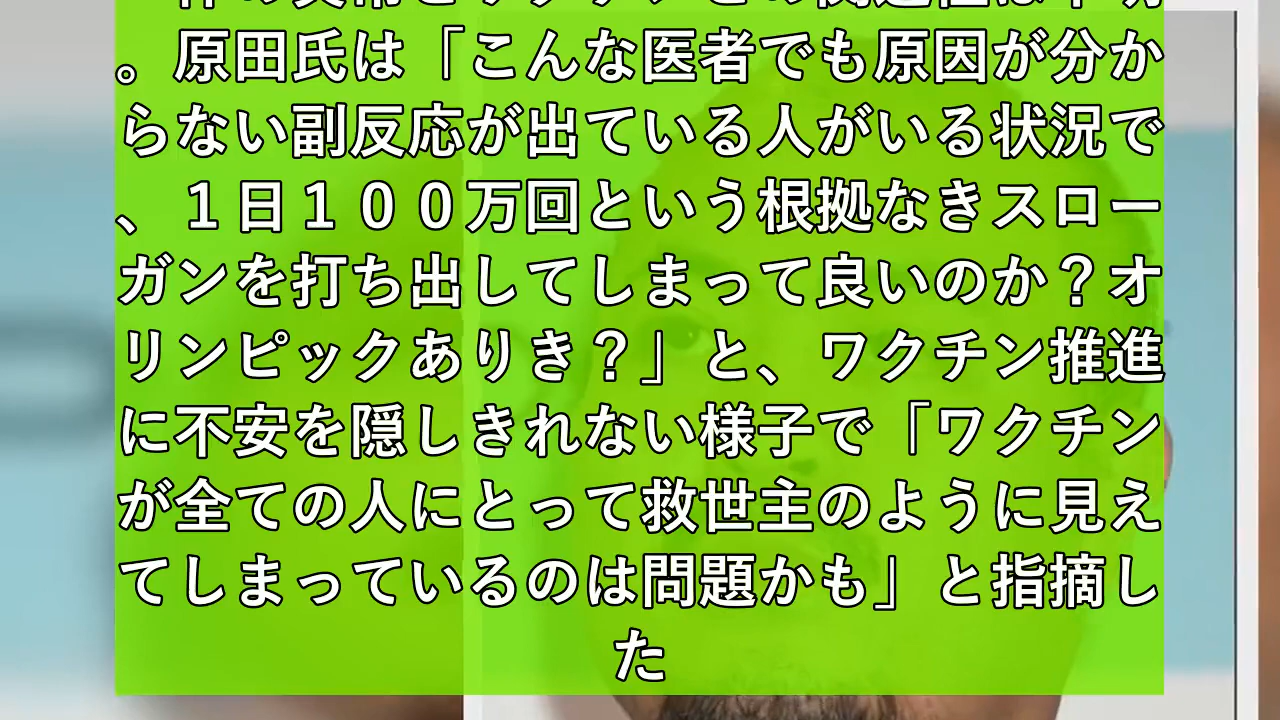 。原田氏は「こんな医者でも原因が分か
らない副反応が出ている人がいる状況で
、１日１００万回という根拠なきスロー
ガンを打ち出してしまって良いのか？オ
リンピックありき？」と、ワクチン推進
に不安を隠しきれない様子で「ワクチン
が全ての人にとって救世主のように見え
てしまっているのは問題かも」と指摘し
た